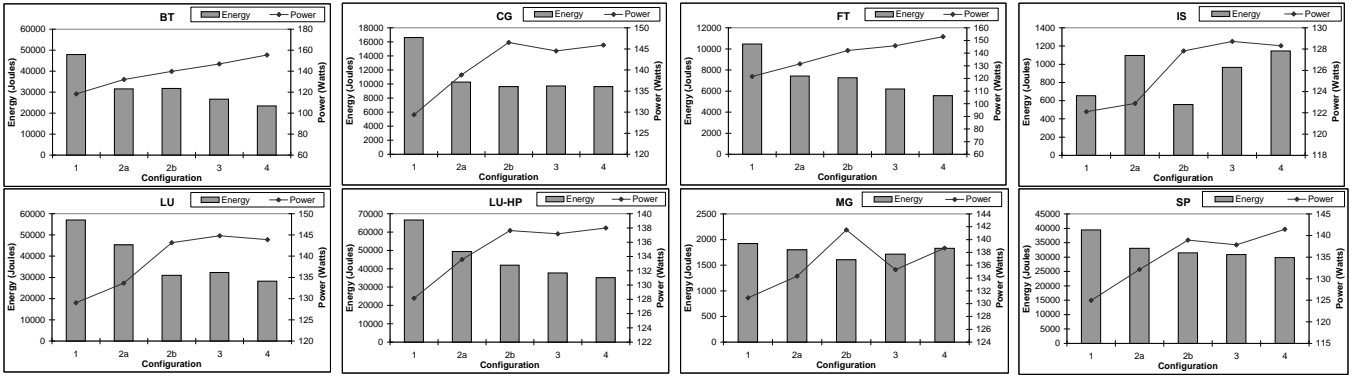 BT
Energy Power
60000
50000
40000
30000
20000
10000
0
Energy (Joules)
180
160
140
120
100
80
60
Power (Watts)
1 2a 2b 3 4
Configuration
CG
Energy Power
18000
16000
14000
12000
10000
8000
6000
4000
2000
0
Energy (Joules)
150
145
140
135
130
125
120
Power (Watts)
1 2a 2b 3 4
Configuration
FT
Energy Power
12000
10000
8000
6000
4000
2000
0
Energy (Joules)
160
150
140
130
120
110
100
90
80
70
60
Power (Watts)
1 2a 2b 3 4
Configuration
IS
Energy Power
1400
1200
1000
800
600
400
200
0
Energy (Joules)
130
128
126
124
122
120
118
Power (Watts)
1 2a 2b 3 4
Configuration
LU
Energy Power
60000
50000
40000
30000
20000
10000
0
Energy (Joules)
150
145
140
135
130
125
120
Power (Watts)
1 2a 2b 3 4
Configuration
LU-HP
Energy Power
70000
60000
50000
40000
30000
20000
10000
0
Energy (Joules)
140
138
136
134
132
130
128
126
124
122
Power (Watts)
1 2a 2b 3 4
Configuration
MG
Energy Power
2500
2000
1500
1000
500
0
Energy (Joules)
144
142
140
138
136
134
132
130
128
126
124
Power (Watts)
1 2a 2b 3 4
Configuration
SP
Energy Power
45000
40000
35000
30000
25000
20000
15000
10000
5000
0
Energy (Joules)
145
140
135
130
125
120
115
Power (Watts)
1 2a 2b 3 4
Configuration